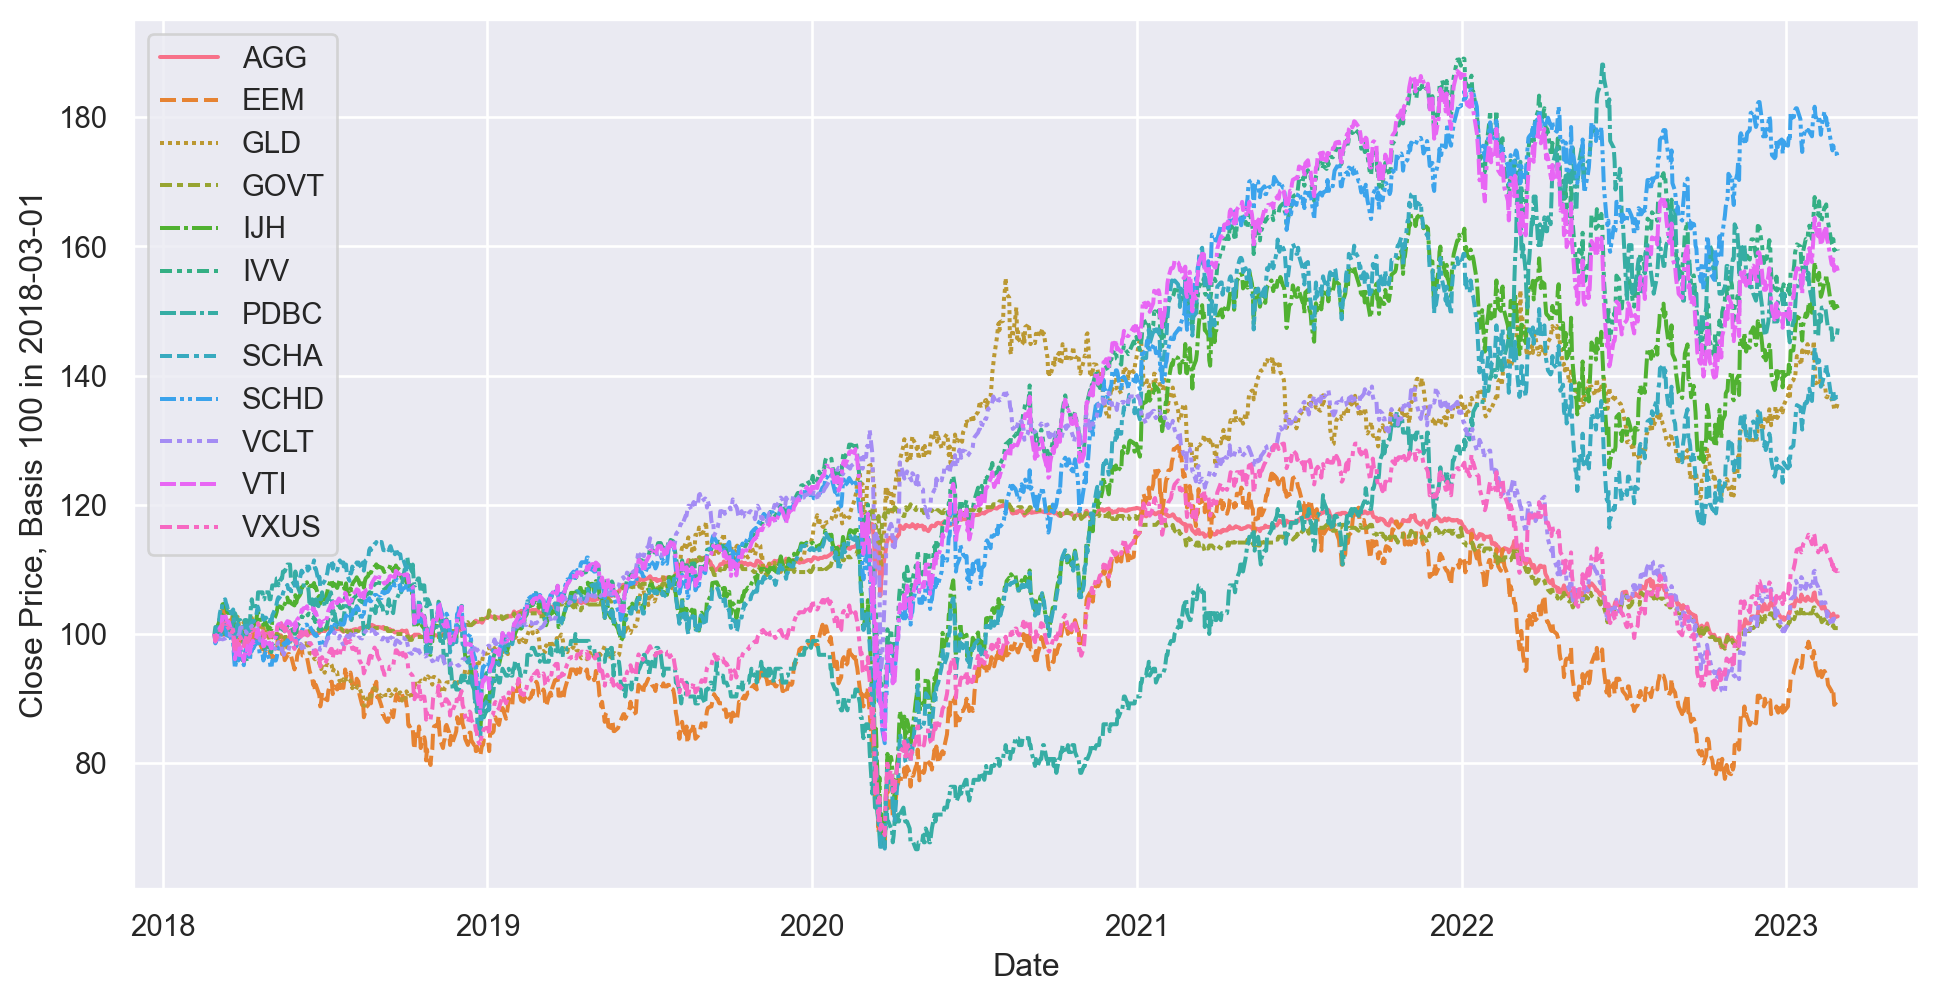 AGG
EEM
GLD
GOVT
IJH
IVV
PDBC
SCHA
SCHD
VCLT
VTI
VXUS
Close Price, Basis 100 in 2018-03-01
180
160
140
120
100
80
2018 2019 2020 2021 2022 2023
Date